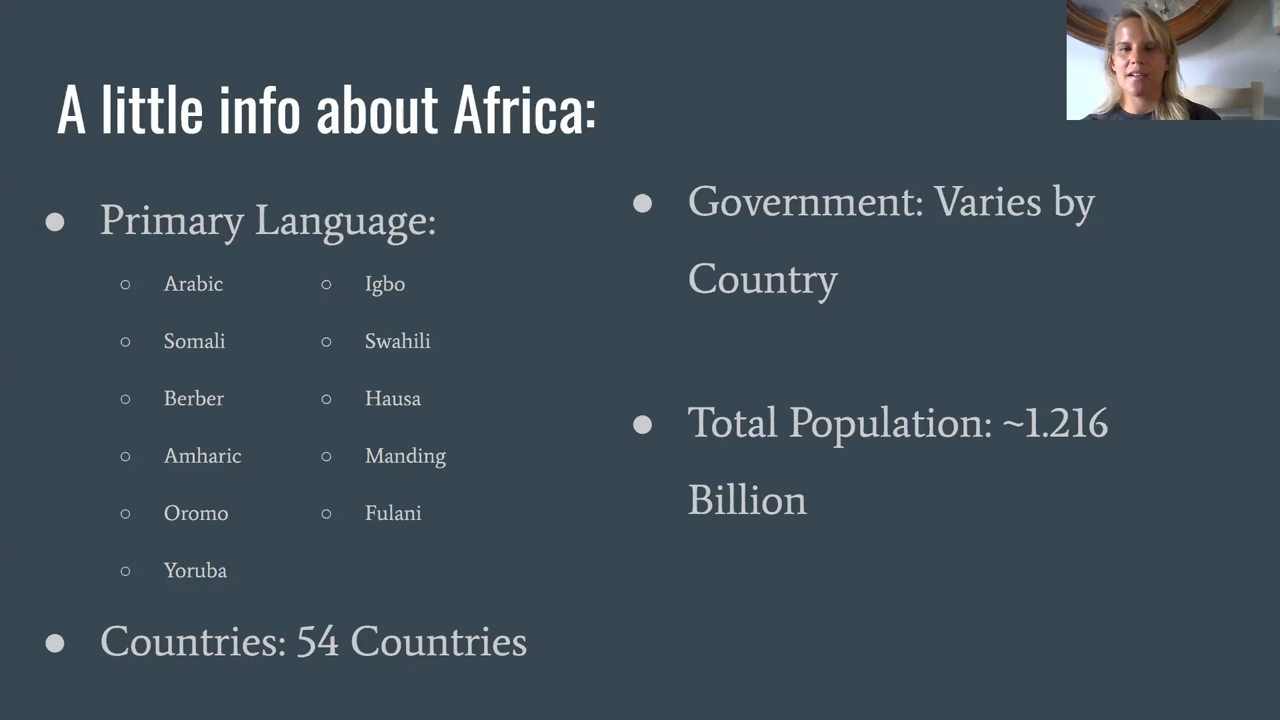 A little info about Africa:
Primary Language:
Arabic
Somali
Berber
Amharic
Oromo
Yoruba
Igbo
Swahili
Hausa
Manding
Fulani
Countries: 54 Countries
Government: Varies by
Country
Total Population: ~1.216
Billion